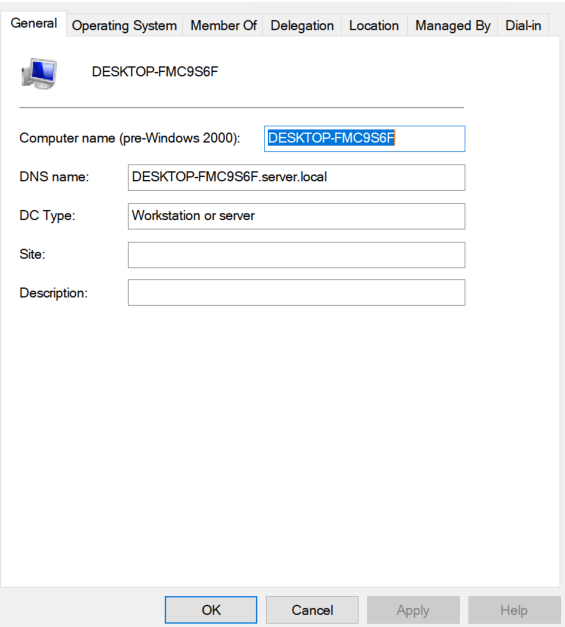 General Operating System Member Of Delegation Location Managed By Dial-in
DESKTOP-FMC9S6F
Computer name (pre-Windows 2000): DESKTOP-FMC9S6F
DNS name: DESKTOP-FMC9S6F.server.local
DC Type: Workstation or server
Site:
Description:
OK Cancel Apply Help